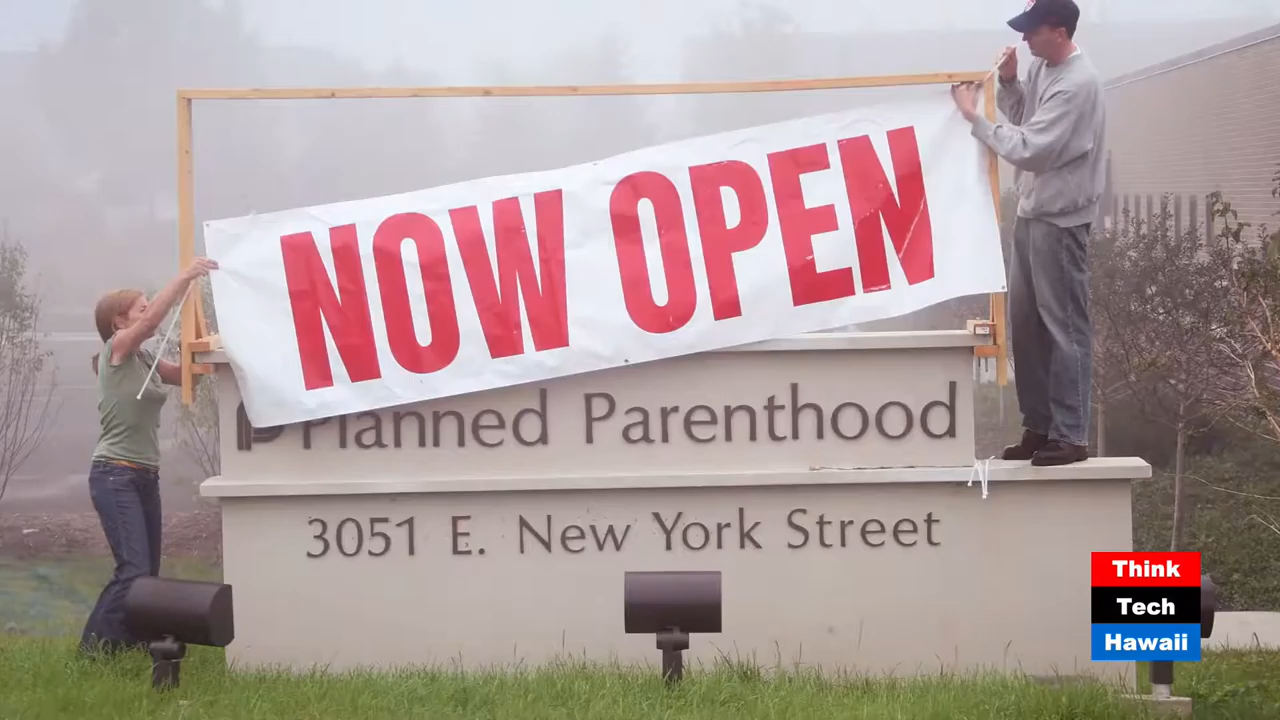 NOW OPEN
Planned Parenthood
3051 E. New York Street
Think
Tech
Hawaii